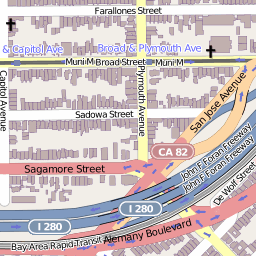 Farallones Street
& Capitol Ave
Broad & Plymouth Ave
Muni M
Broad Street
Muni M
Capitol Avenue
Plymouth Avenue
San Jose Avenue
Sadowa Street
CA 82
Sagamore Street
John F Foran Freeway
John F Foran Freeway
De Wolf Street
I 280
I 280
Bay Area Rapid Transit
Alemany Boulevard